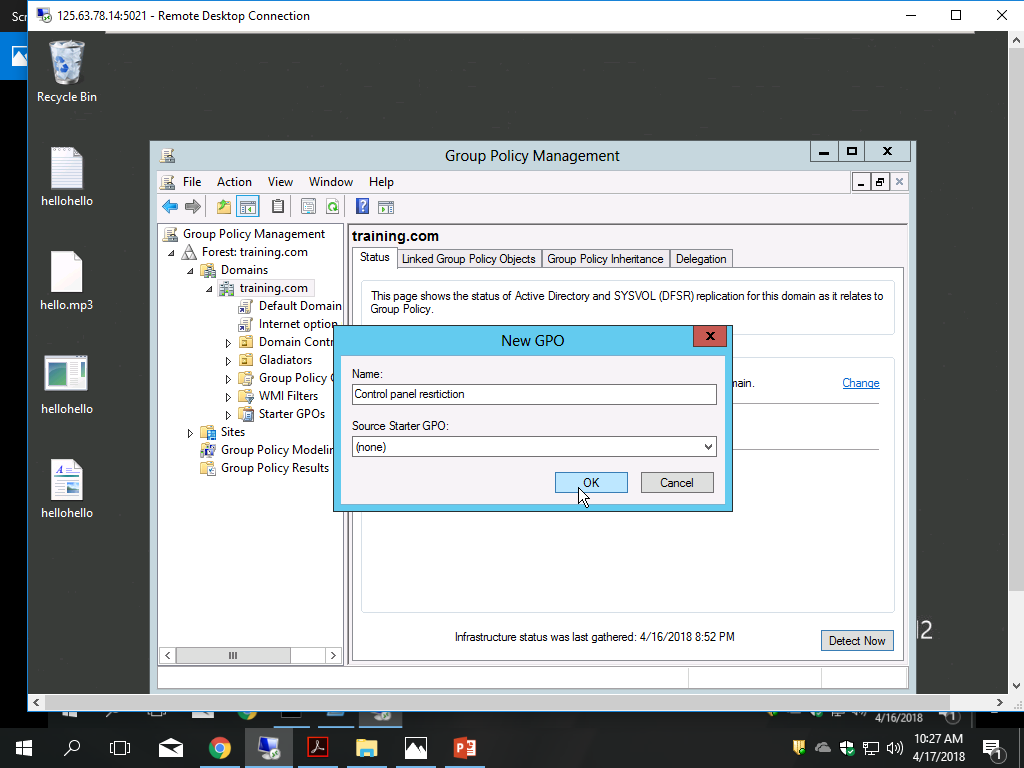 Scr
125.63.78.14:5021 - Remote Desktop Connection
Recycle Bin
hellohello
hello.mp3
hellohello
hellohello
Group Policy Management
File Action View Window Help
Group Policy Management
Forest: training.com
Domains
training.com
Default Domain
Internet option
Domain Contr
Gladiators
Group Policy O
WMI Filters
Starter GPOs
Sites
Group Policy Modelin
Group Policy Results
training.com
Status Linked Group Policy Objects Group Policy Inheritance Delegation
This page shows the status of Active Directory and SYSVOL (DFSR) replication for this domain as it relates to
Group Policy.
main. Change
New GPO
Name:
Control panel resrtiction
Source Starter GPO:
(none)
OK Cancel
Infrastructure status was last gathered: 4/16/2018 8:52 PM
Detect Now
12
4/16/2018
1
10:27 AM
4/17/2018
1